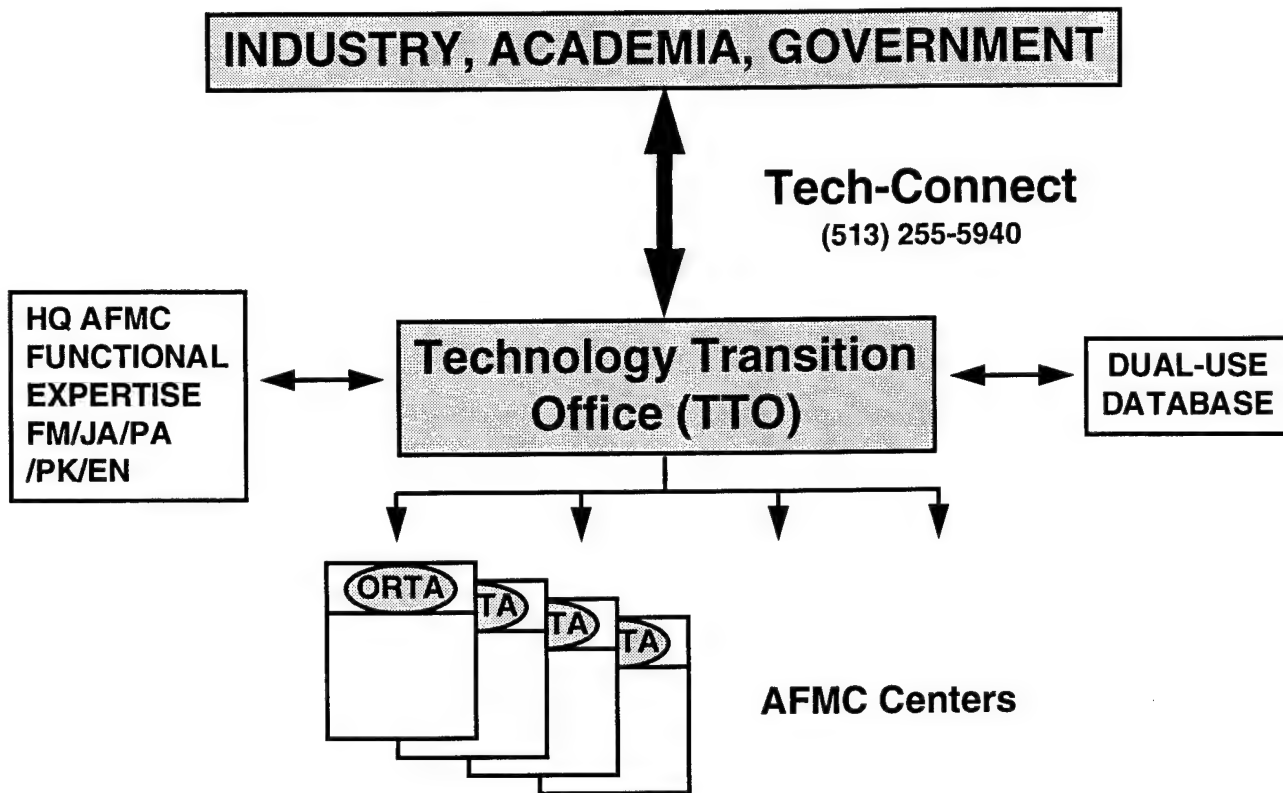 INDUSTRY, ACADEMIA, GOVERNMENT
Tech-Connect
(513) 255-5940
HQ AFMC
FUNCTIONAL
EXPERTISE
FM/JA/PA
/PK/EN
Technology Transition
Office (TTO)
DUAL-USE
DATABASE
ORTA
TA
TA
TA
AFMC Centers